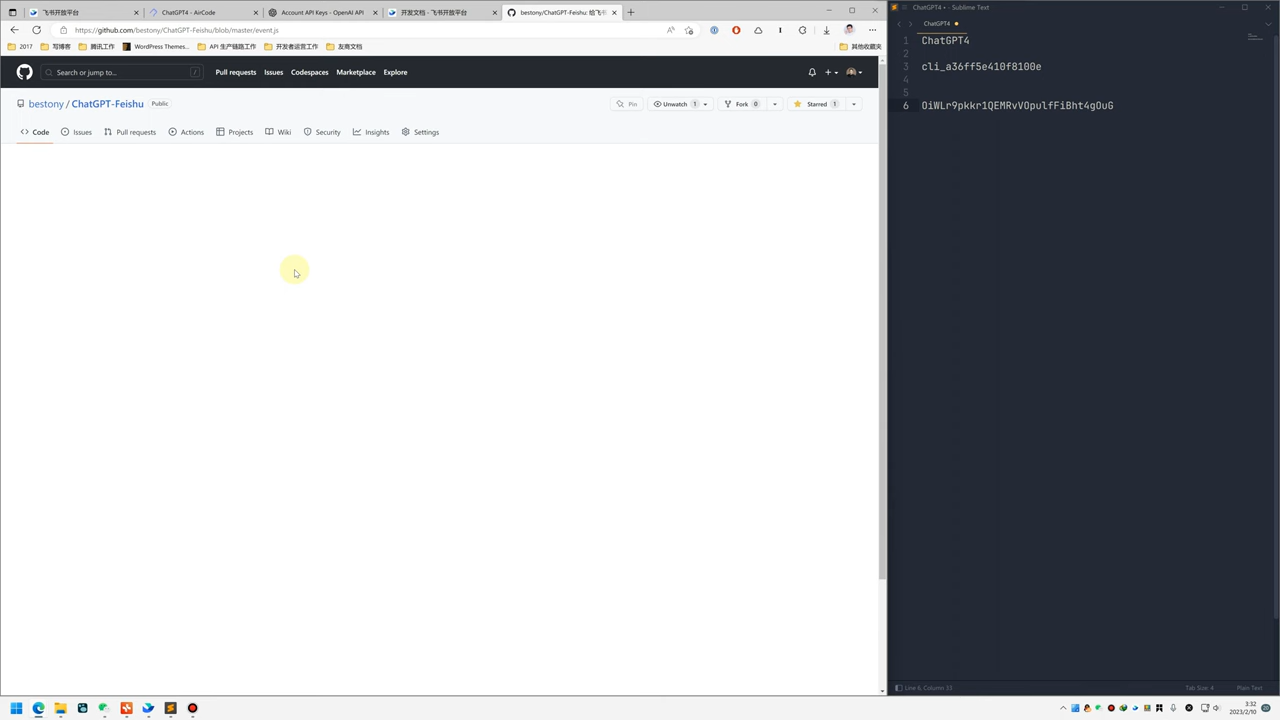 飞书开放平台
ChatGPT4 - AirCode
Account API Keys - OpenAI API
开发文档 - 飞书开放平台
bestony/ChatGPT-Feishu: 给飞书
https://github.com/bestony/ChatGPT-Feishu/blob/master/event.js
2017
写博客
腾讯工作
WordPress Themes...
API 生产链路工作
开发者运营工作
友商文档
其他收藏夹
Search or jump to...
/
Pull requests
Issues
Codespaces
Marketplace
Explore
bestony / ChatGPT-Feishu
Public
Pin
Unwatch 1
Fork 0
Starred 1
Code
Issues
Pull requests
Actions
Projects
Wiki
Security
Insights
Settings
ChatGPT4 • - Sublime Text
ChatGPT4
1 ChatGPT4
2
3 cli_a36ff5e410f8100e
4
5
6 OiWLr9pkkr1QEMRvVOpulfFiBht4gOuG
Line 6, Column 33
Tab Size: 4
Plain Text
3:32
2023/2/10